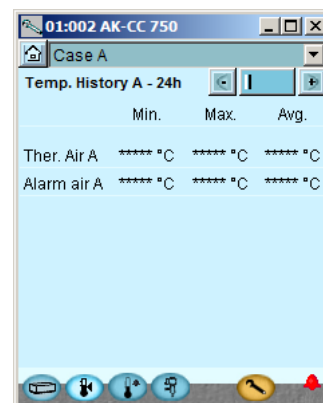 01:002 AK-CC 750
Case A
Temp. History A - 24h
Min. Max. Avg.
Ther. Air A ***** °C ***** °C ***** °C
Alarm air A ***** °C ***** °C ***** °C